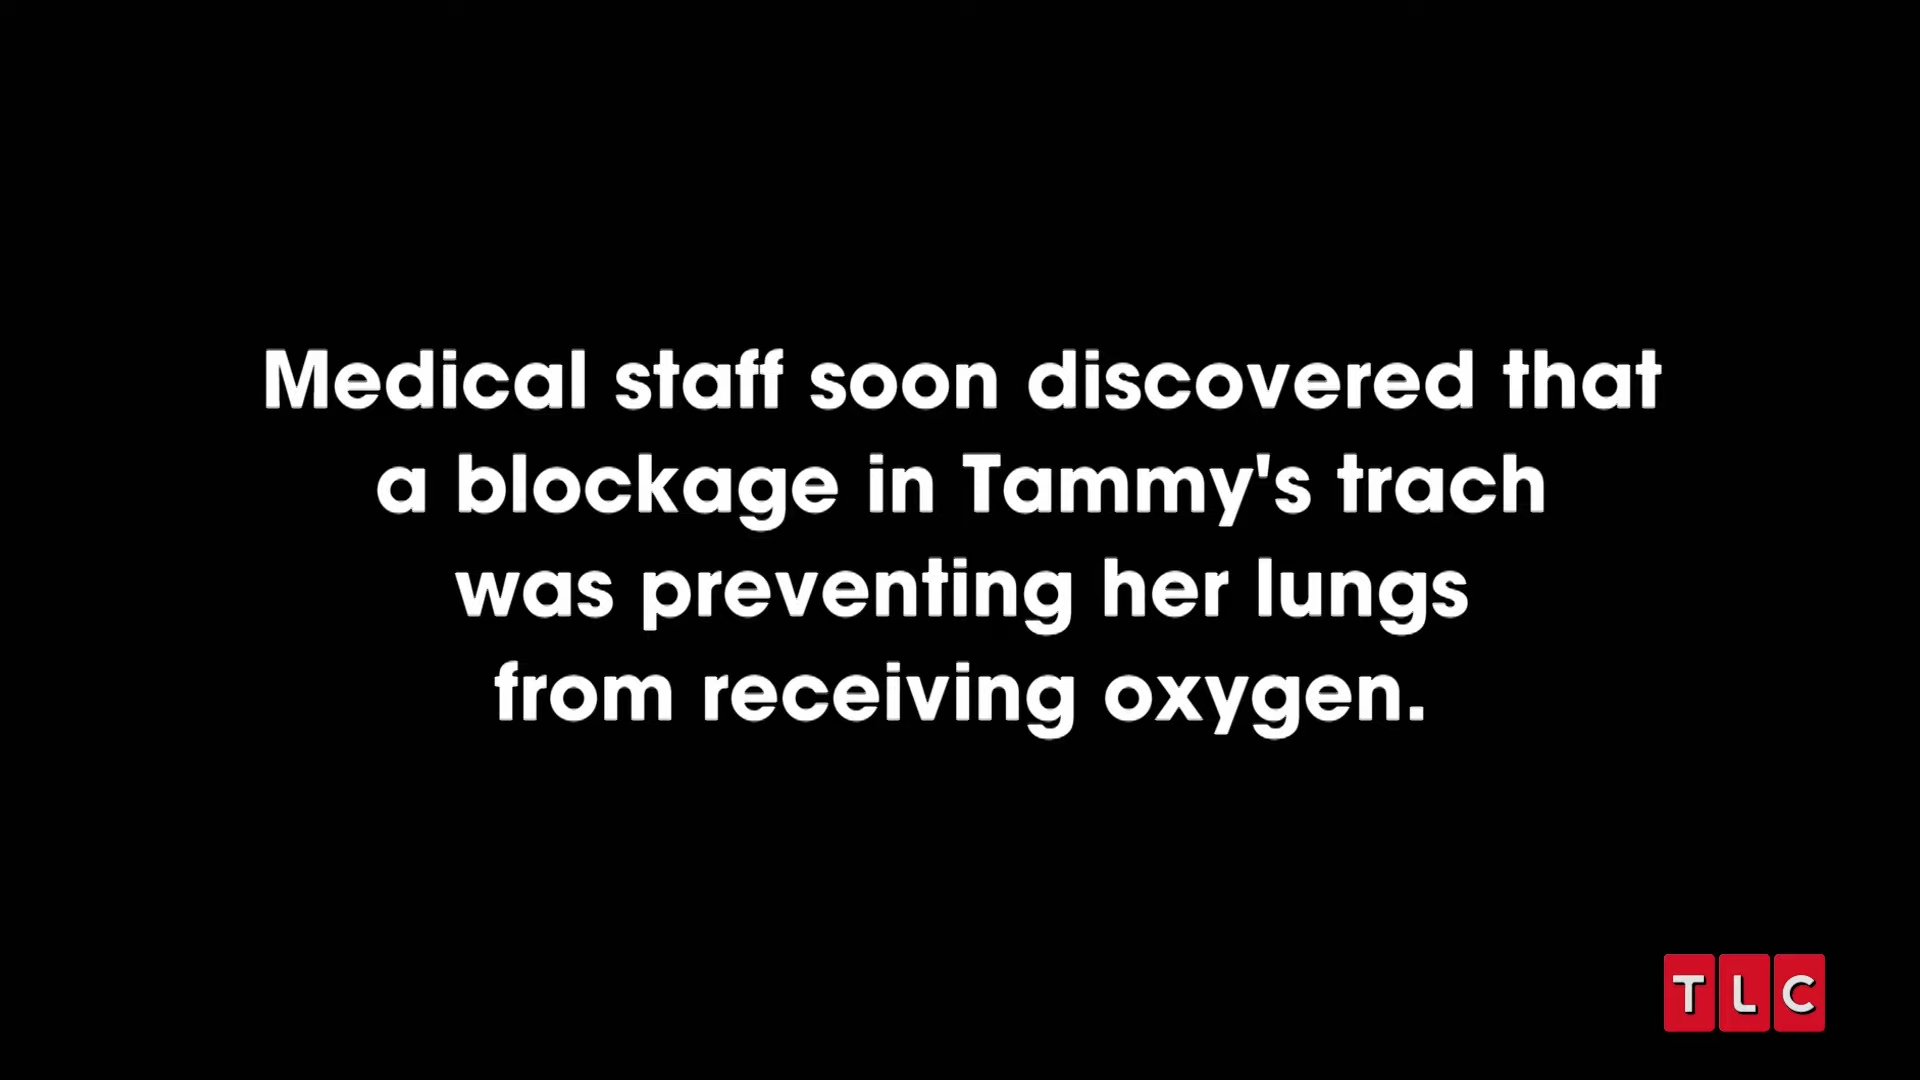 Medical staff soon discovered that
a blockage in Tammy's trach
was preventing her lungs
from receiving oxygen.
TLC